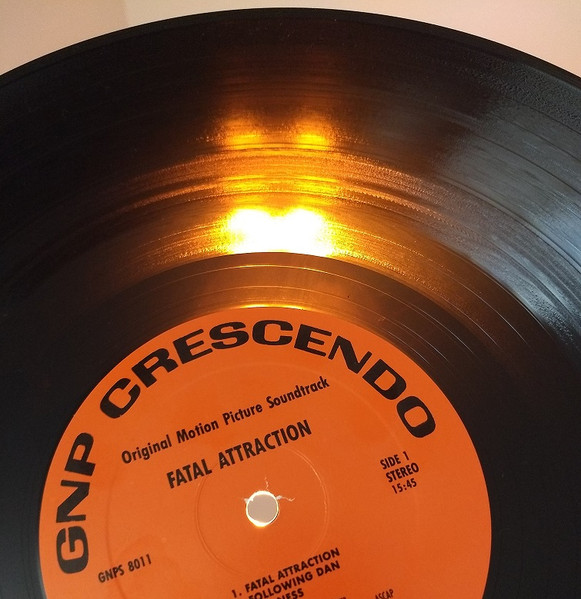 GNP CRESCENDO
Original Motion Picture Soundtrack
FATAL ATTRACTION
SIDE 1
STEREO
15:45
GNPS 8011
1. FATAL ATTRACTION
FOLLOWING DAN
ASCAP